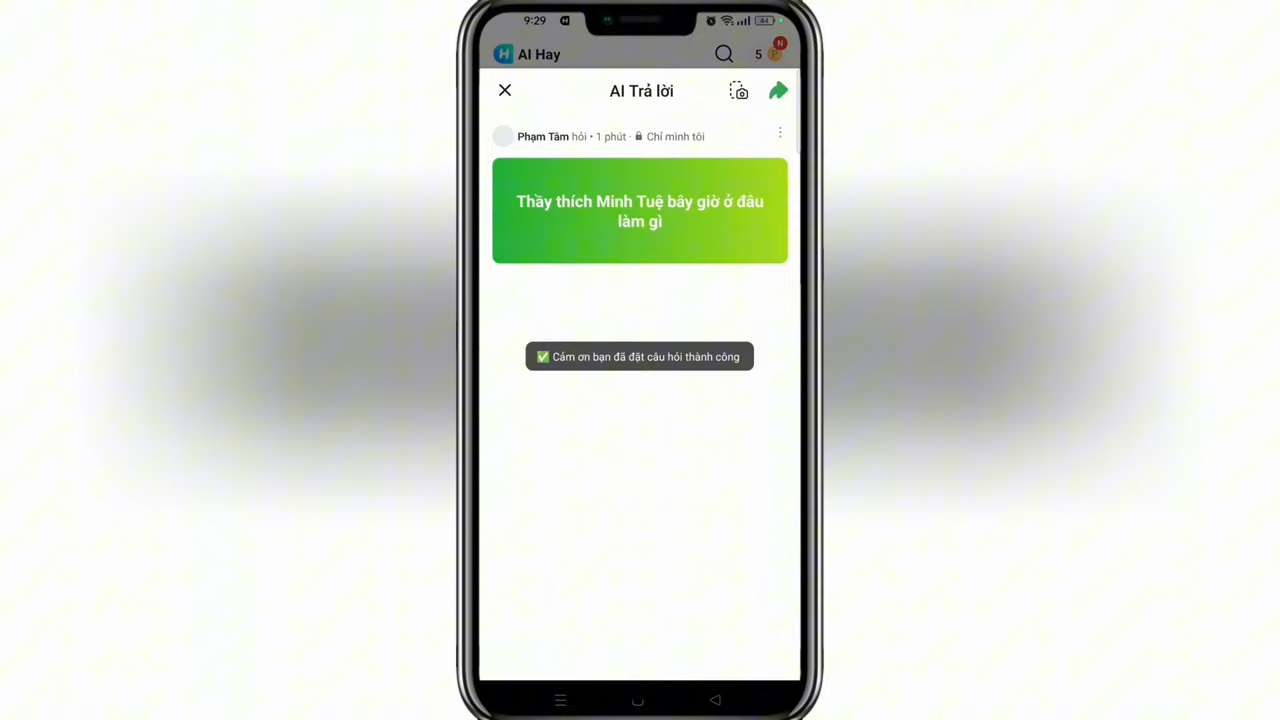 9:29
44
AI Hay
5
N
P
AI Trả lời
Phạm Tâm hỏi • 1 phút · Chỉ mình tôi
Thầy thích Minh Tuệ bây giờ ở đâu
làm gì
✅ Cảm ơn bạn đã đặt câu hỏi thành công